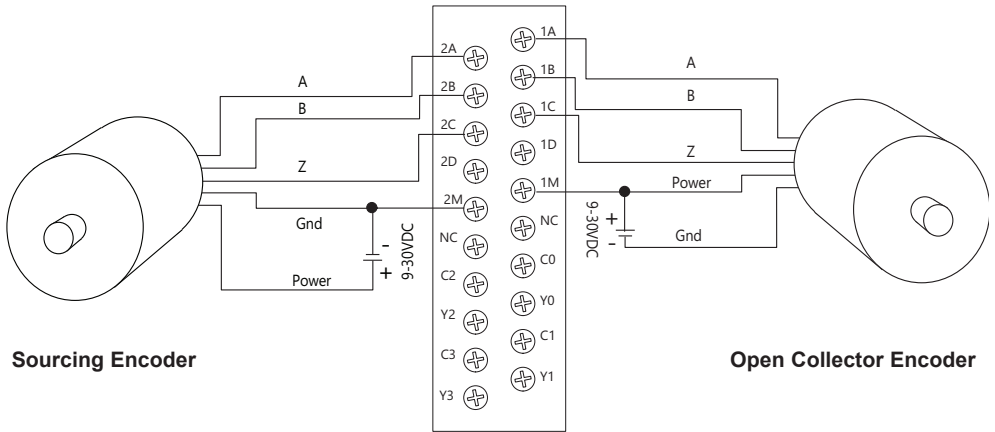 1A
2A
A
A
1B
2B
B
B
1C
2C
Z
Z
1D
2D
1M
Power
2M
Gnd
NC
Gnd
NC
9-30VDC
- +
9-30VDC
+ -
C0
C2
Power
Y0
Y2
C1
C3
Sourcing Encoder
Open Collector Encoder
Y1
Y3